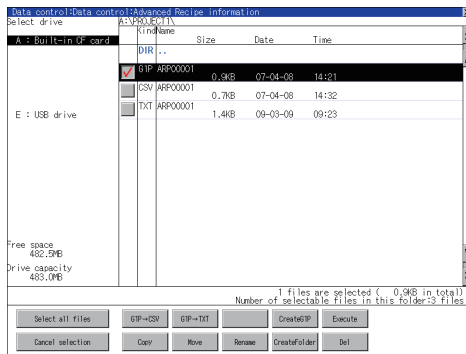 Data control:Data control:Advanced Recipe information
Select drive A:\PROJECT1\
Kind Name
Size Date Time
A : Built-in CF card
DIR ..
G1P ARP00001
0.9KB 07-04-08 14:21
CSV ARP00001
0.7KB 07-04-08 14:32
TXT ARP00001
E : USB drive 1.4KB 09-03-09 09:23
Free space
482.5MB
Drive capacity
483.0MB
1 files are selected ( 0.9KB in total)
Number of selectable files in this folder:3 files
Select all files G1P→CSV G1P→TXT CreateG1P Execute
Cancel selection Copy Move Rename CreateFolder Del